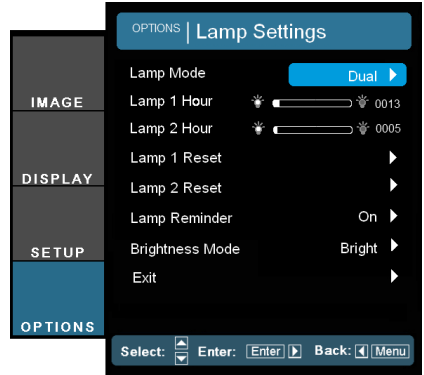 OPTIONS | Lamp Settings
Lamp Mode Dual
IMAGE
Lamp 1 Hour 0013
Lamp 2 Hour 0005
Lamp 1 Reset
DISPLAY
Lamp 2 Reset
Lamp Reminder On
SETUP
Brightness Mode Bright
Exit
OPTIONS
Select: Enter: Enter Back: Menu